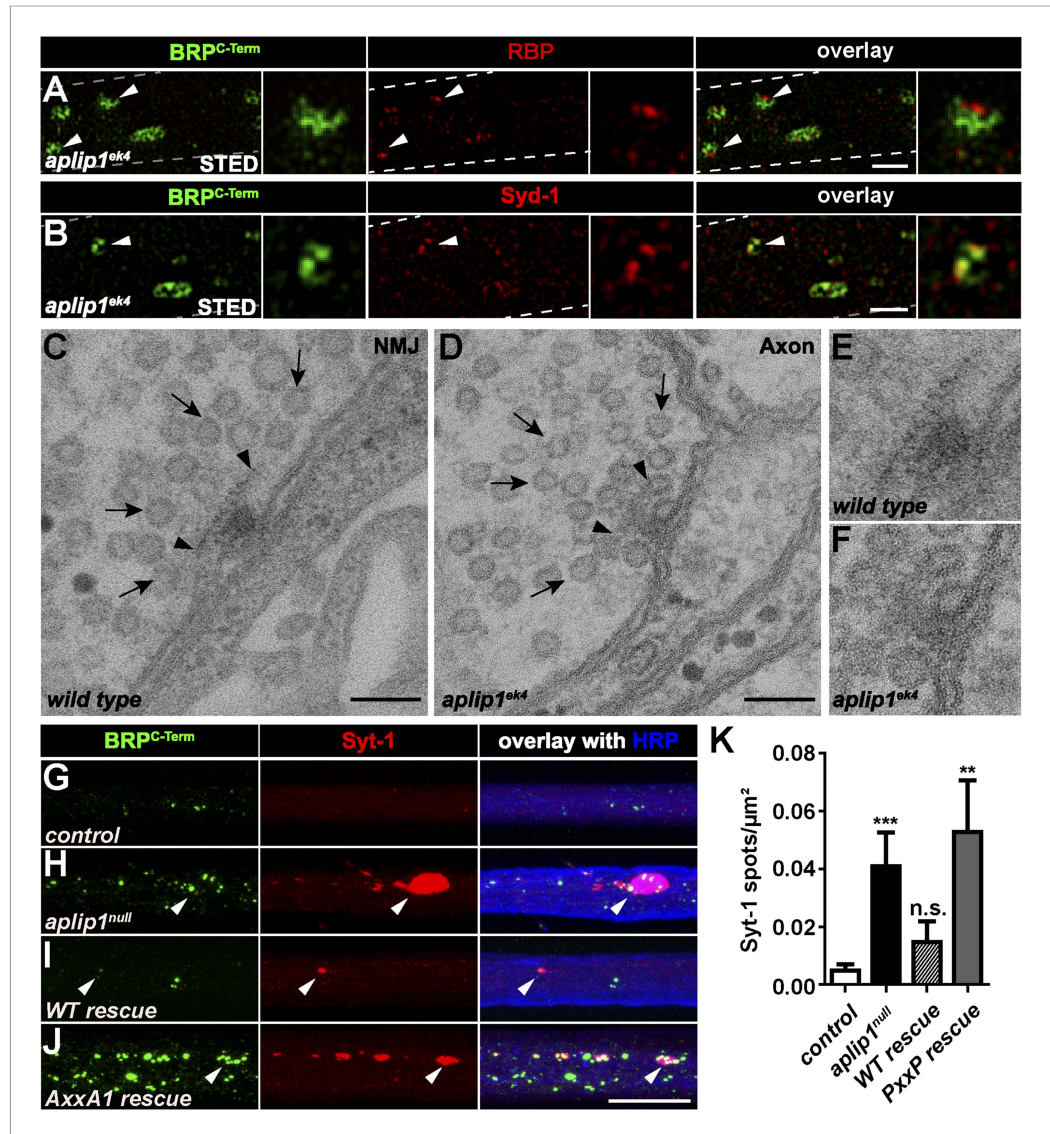 BRP^C-Term RBP overlay
A
aplip1^ek4 STED
BRP^C-Term Syd-1 overlay
B
aplip1^ek4 STED
C NMJ
wild type
D Axon
aplip1^ek4
E
wild type
F
aplip1^ek4
BRP^C-Term Syt-1 overlay with HRP
G
control
H
aplip1^null
I
WT rescue
J
AxxA1 rescue
K
Syt-1 spots/µm²
0.08
0.06
0.04
0.02
0.00
***
n.s.
**
control
aplip1^null
WT rescue
PxxP rescue